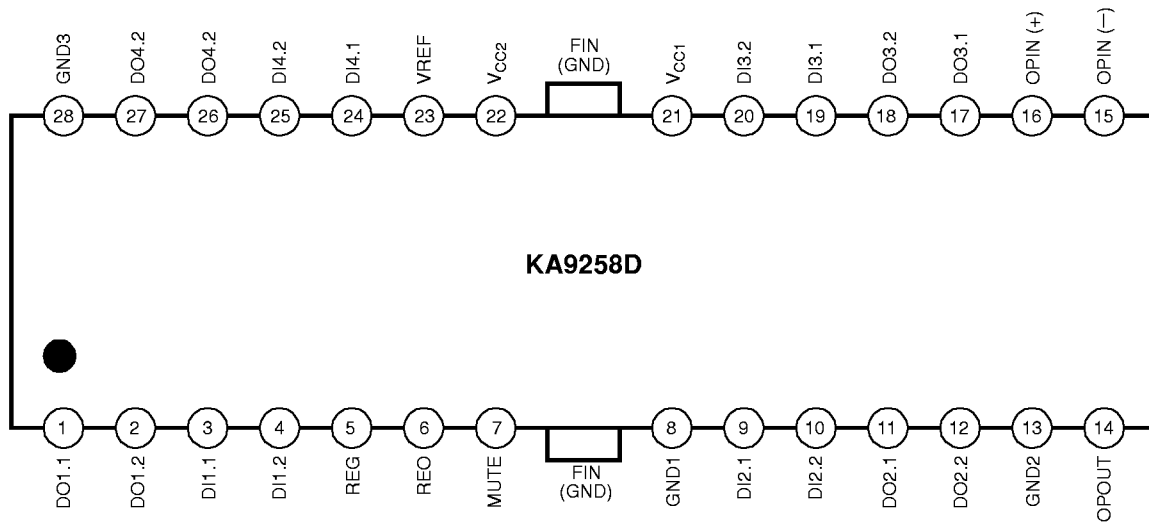 GND3
DO4.2
DO4.2
DI4.2
DI4.1
VREF
VCC2
FIN
(GND)
VCC1
DI3.2
DI3.1
DO3.2
DO3.1
OPIN (+)
OPIN (—)
28 27 26 25 24 23 22 21 20 19 18 17 16 15
KA9258D
1 2 3 4 5 6 7 8 9 10 11 12 13 14
DO1.1
DO1.2
DI1.1
DI1.2
REG
REO
MUTE
FIN
(GND)
GND1
DI2.1
DI2.2
DO2.1
DO2.2
GND2
OPOUT